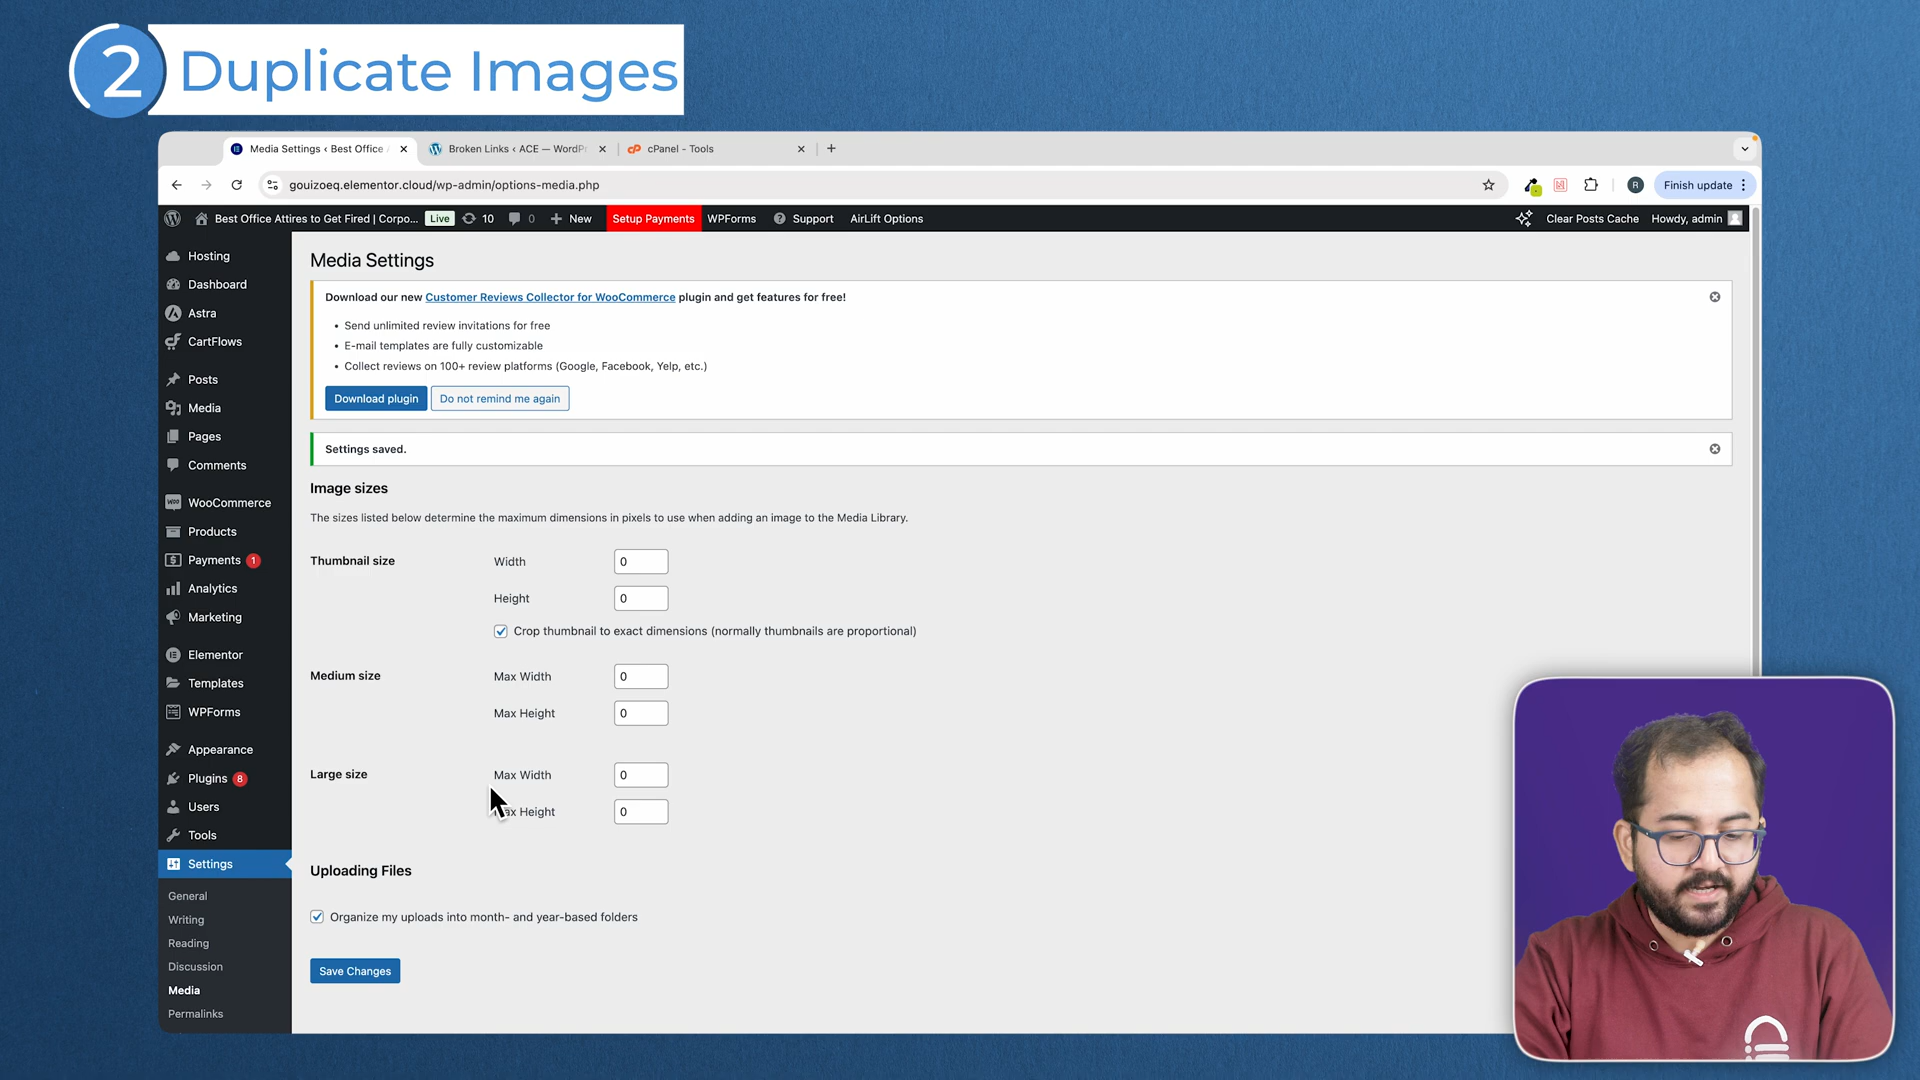 2 Duplicate Images
Media Settings ‹ Best Office A
Broken Links ‹ ACE — WordPr
cPanel - Tools
gouizoeq.elementor.cloud/wp-admin/options-media.php
R
Finish update
Best Office Attires to Get Fired | Corpo... Live 10 0 New Setup Payments WPForms Support AirLift Options Clear Posts Cache Howdy, admin
Hosting
Dashboard
Astra
CartFlows
Posts
Media
Pages
Comments
WooCommerce
Products
Payments 1
Analytics
Marketing
Elementor
Templates
WPForms
Appearance
Plugins 8
Users
Tools
Settings
General
Writing
Reading
Discussion
Media
Permalinks
Media Settings
Download our new Customer Reviews Collector for WooCommerce plugin and get features for free!
• Send unlimited review invitations for free
• E-mail templates are fully customizable
• Collect reviews on 100+ review platforms (Google, Facebook, Yelp, etc.)
Download plugin
Do not remind me again
Settings saved.
Image sizes
The sizes listed below determine the maximum dimensions in pixels to use when adding an image to the Media Library.
Thumbnail size Width 0
Height 0
Crop thumbnail to exact dimensions (normally thumbnails are proportional)
Medium size Max Width 0
Max Height 0
Large size Max Width 0
Max Height 0
Uploading Files
Organize my uploads into month- and year-based folders
Save Changes